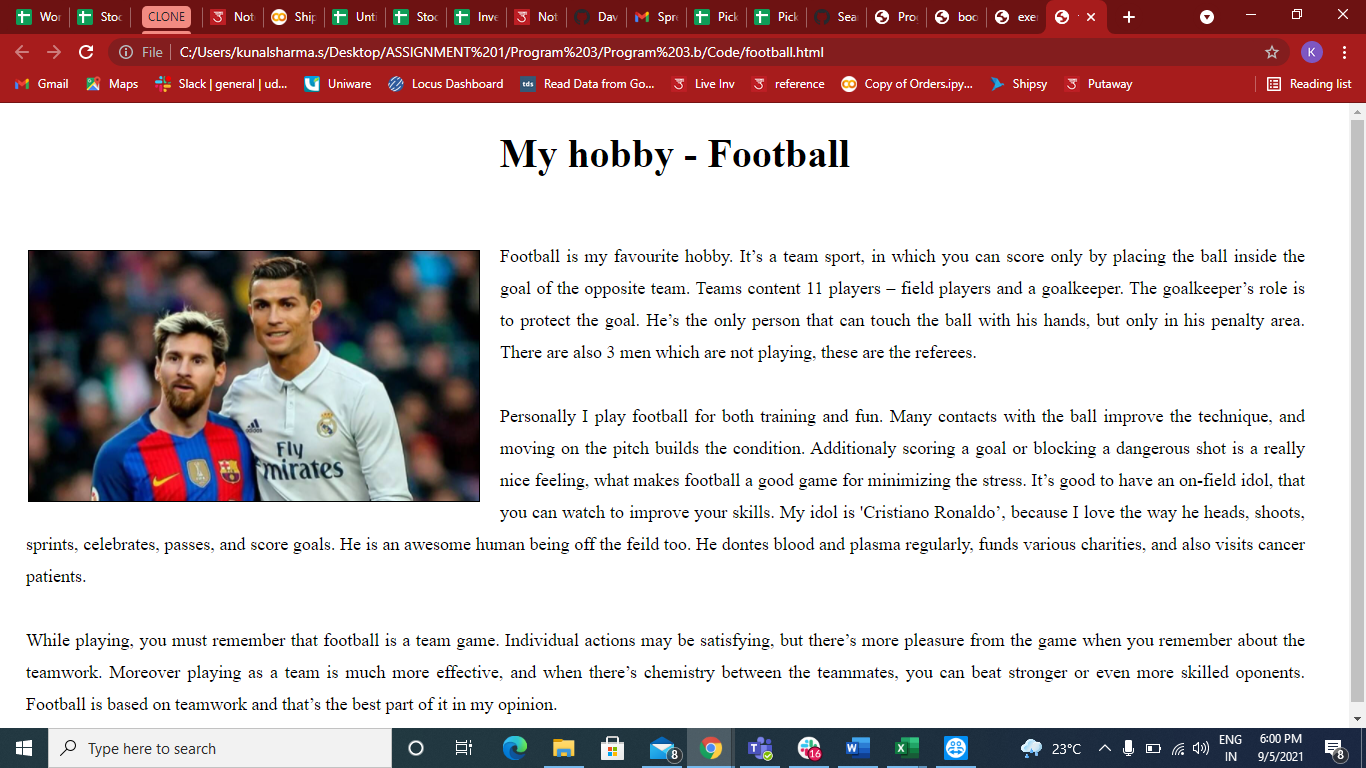 Wor
Stoc
CLONE
Not
Ship
Unti
Stoc
Inve
Not
Dav
Spr
Pick
Pick
Sea
Pro
boo
exer
File
C:/Users/kunalsharma.s/Desktop/ASSIGNMENT%201/Program%203/Program%203.b/Code/football.html
K
Gmail
Maps
Slack | general | ud...
Uniware
Locus Dashboard
tds
Read Data from Go...
Live Inv
reference
Copy of Orders.ipy...
Shipsy
Putaway
Reading list
My hobby - Football
Football is my favourite hobby. It’s a team sport, in which you can score only by placing the ball inside the
goal of the opposite team. Teams content 11 players – field players and a goalkeeper. The goalkeeper’s role is
to protect the goal. He’s the only person that can touch the ball with his hands, but only in his penalty area.
There are also 3 men which are not playing, these are the referees.
Fly
Emirates
Personally I play football for both training and fun. Many contacts with the ball improve the technique, and
moving on the pitch builds the condition. Additionaly scoring a goal or blocking a dangerous shot is a really
nice feeling, what makes football a good game for minimizing the stress. It’s good to have an on-field idol, that
you can watch to improve your skills. My idol is 'Cristiano Ronaldo’, because I love the way he heads, shoots,
sprints, celebrates, passes, and score goals. He is an awesome human being off the feild too. He dontes blood and plasma regularly, funds various charities, and also visits cancer
patients.
While playing, you must remember that football is a team game. Individual actions may be satisfying, but there’s more pleasure from the game when you remember about the
teamwork. Moreover playing as a team is much more effective, and when there’s chemistry between the teammates, you can beat stronger or even more skilled oponents.
Football is based on teamwork and that’s the best part of it in my opinion.
Type here to search
8
16
23°C
ENG
IN
6:00 PM
9/5/2021
8